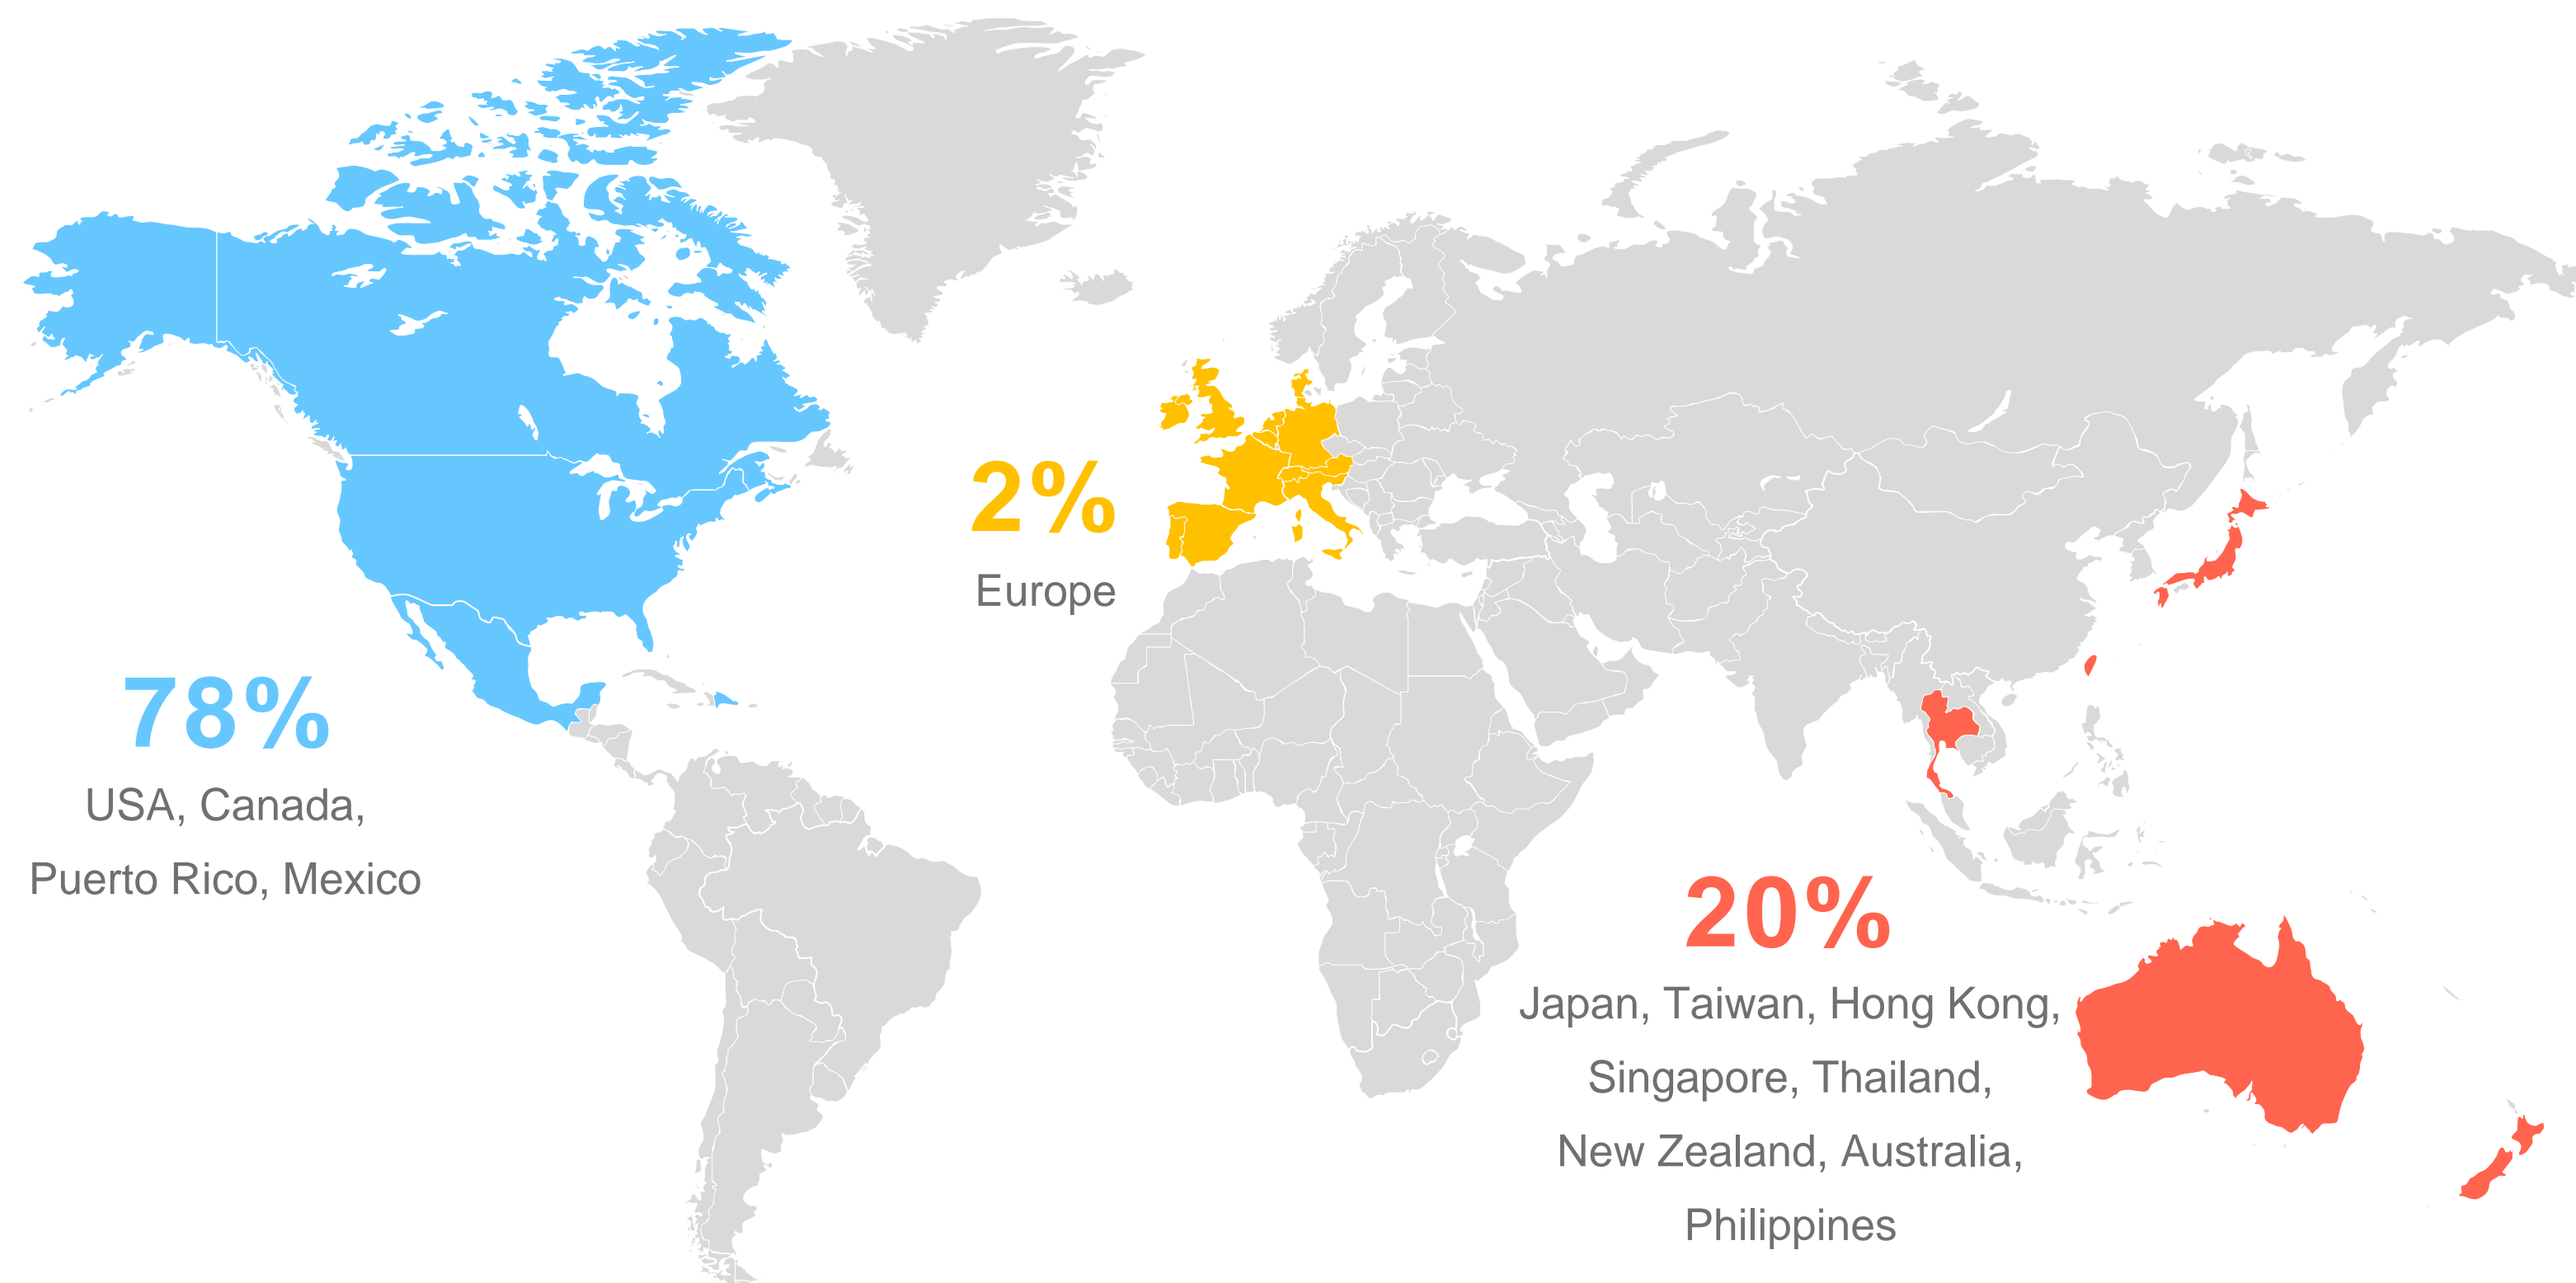 78%
USA, Canada,
Puerto Rico, Mexico
2%
Europe
20%
Japan, Taiwan, Hong Kong,
Singapore, Thailand,
New Zealand, Australia,
Philippines